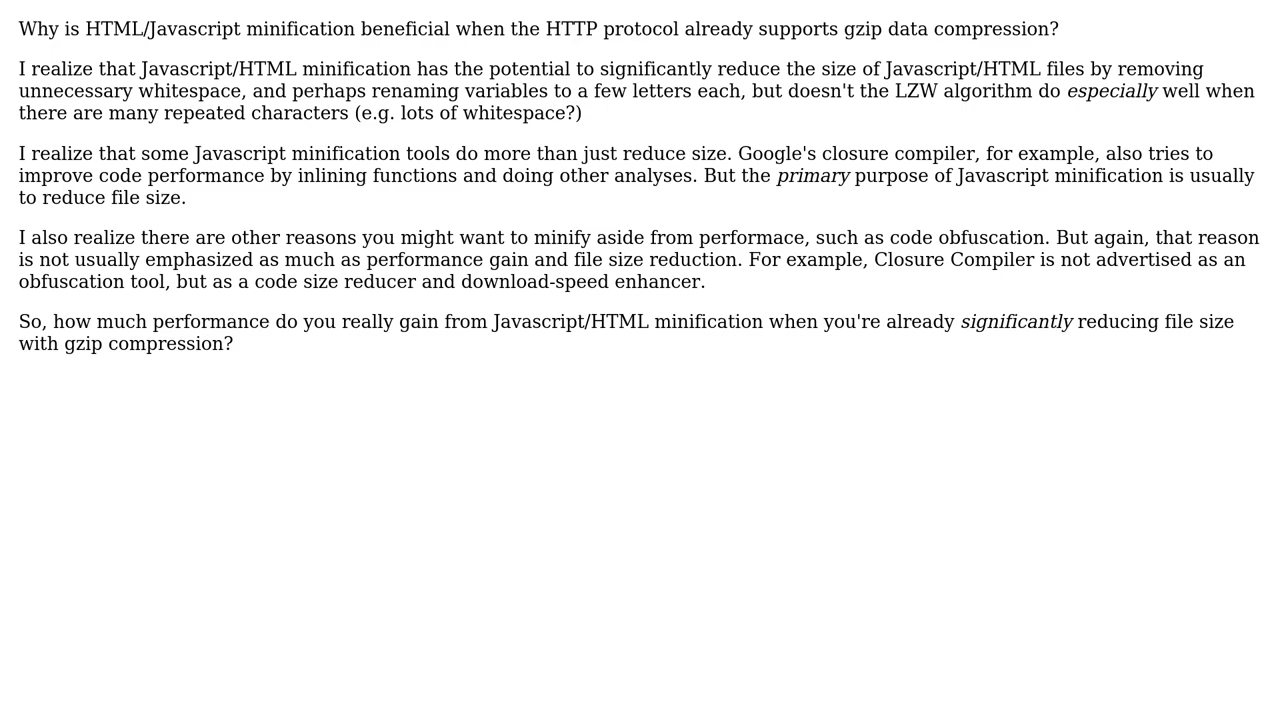 Why is HTML/Javascript minification beneficial when the HTTP protocol already supports gzip data compression?
I realize that Javascript/HTML minification has the potential to significantly reduce the size of Javascript/HTML files by removing
unnecessary whitespace, and perhaps renaming variables to a few letters each, but doesn't the LZW algorithm do especially well when
there are many repeated characters (e.g. lots of whitespace?)
I realize that some Javascript minification tools do more than just reduce size. Google's closure compiler, for example, also tries to
improve code performance by inlining functions and doing other analyses. But the primary purpose of Javascript minification is usually
to reduce file size.
I also realize there are other reasons you might want to minify aside from performace, such as code obfuscation. But again, that reason
is not usually emphasized as much as performance gain and file size reduction. For example, Closure Compiler is not advertised as an
obfuscation tool, but as a code size reducer and download-speed enhancer.
So, how much performance do you really gain from Javascript/HTML minification when you're already significantly reducing file size
with gzip compression?